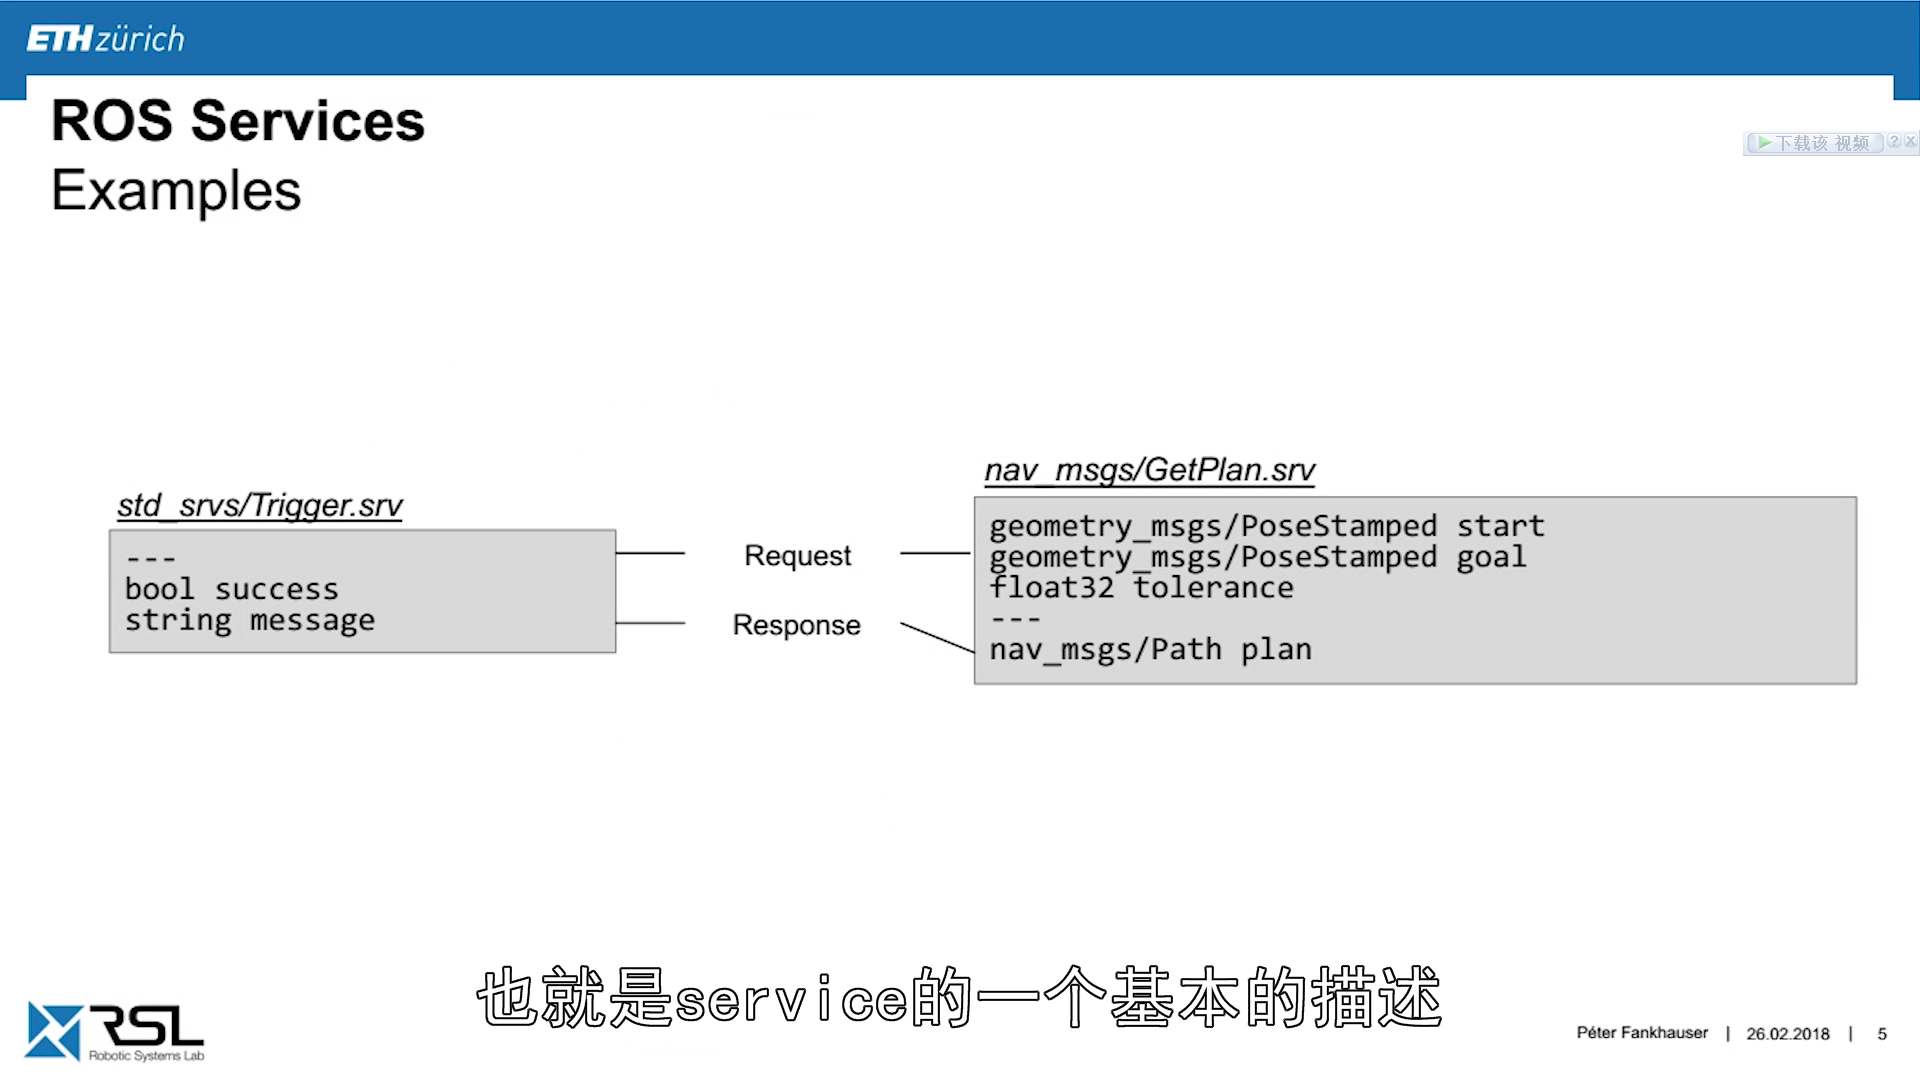 ETH zürich
ROS Services
Examples
下载该 视频 ? X
std_srvs/Trigger.srv
---
bool success
string message
Request
Response
nav_msgs/GetPlan.srv
geometry_msgs/PoseStamped start
geometry_msgs/PoseStamped goal
float32 tolerance
---
nav_msgs/Path plan
也就是service的一个基本的描述
RSL
Robotic Systems Lab
Péter Fankhauser | 26.02.2018 | 5